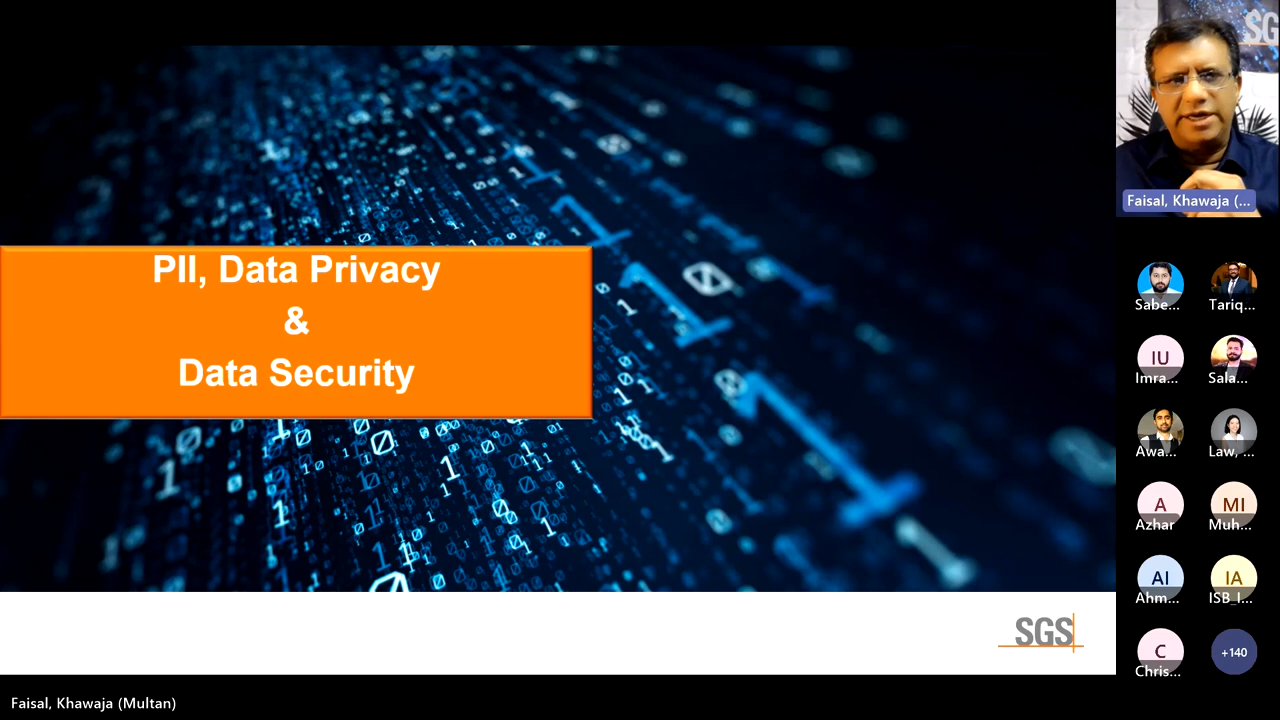 PII, Data Privacy
&
Data Security
SGS
SG
Faisal, Khawaja (...
Sabe...
Tariq...
IU
Imra...
Sala...
Awa...
Law, ...
A
Azhar
MI
Muh...
AI
Ahm...
IA
ISB_I...
C
Chris...
+140
Faisal, Khawaja (Multan)